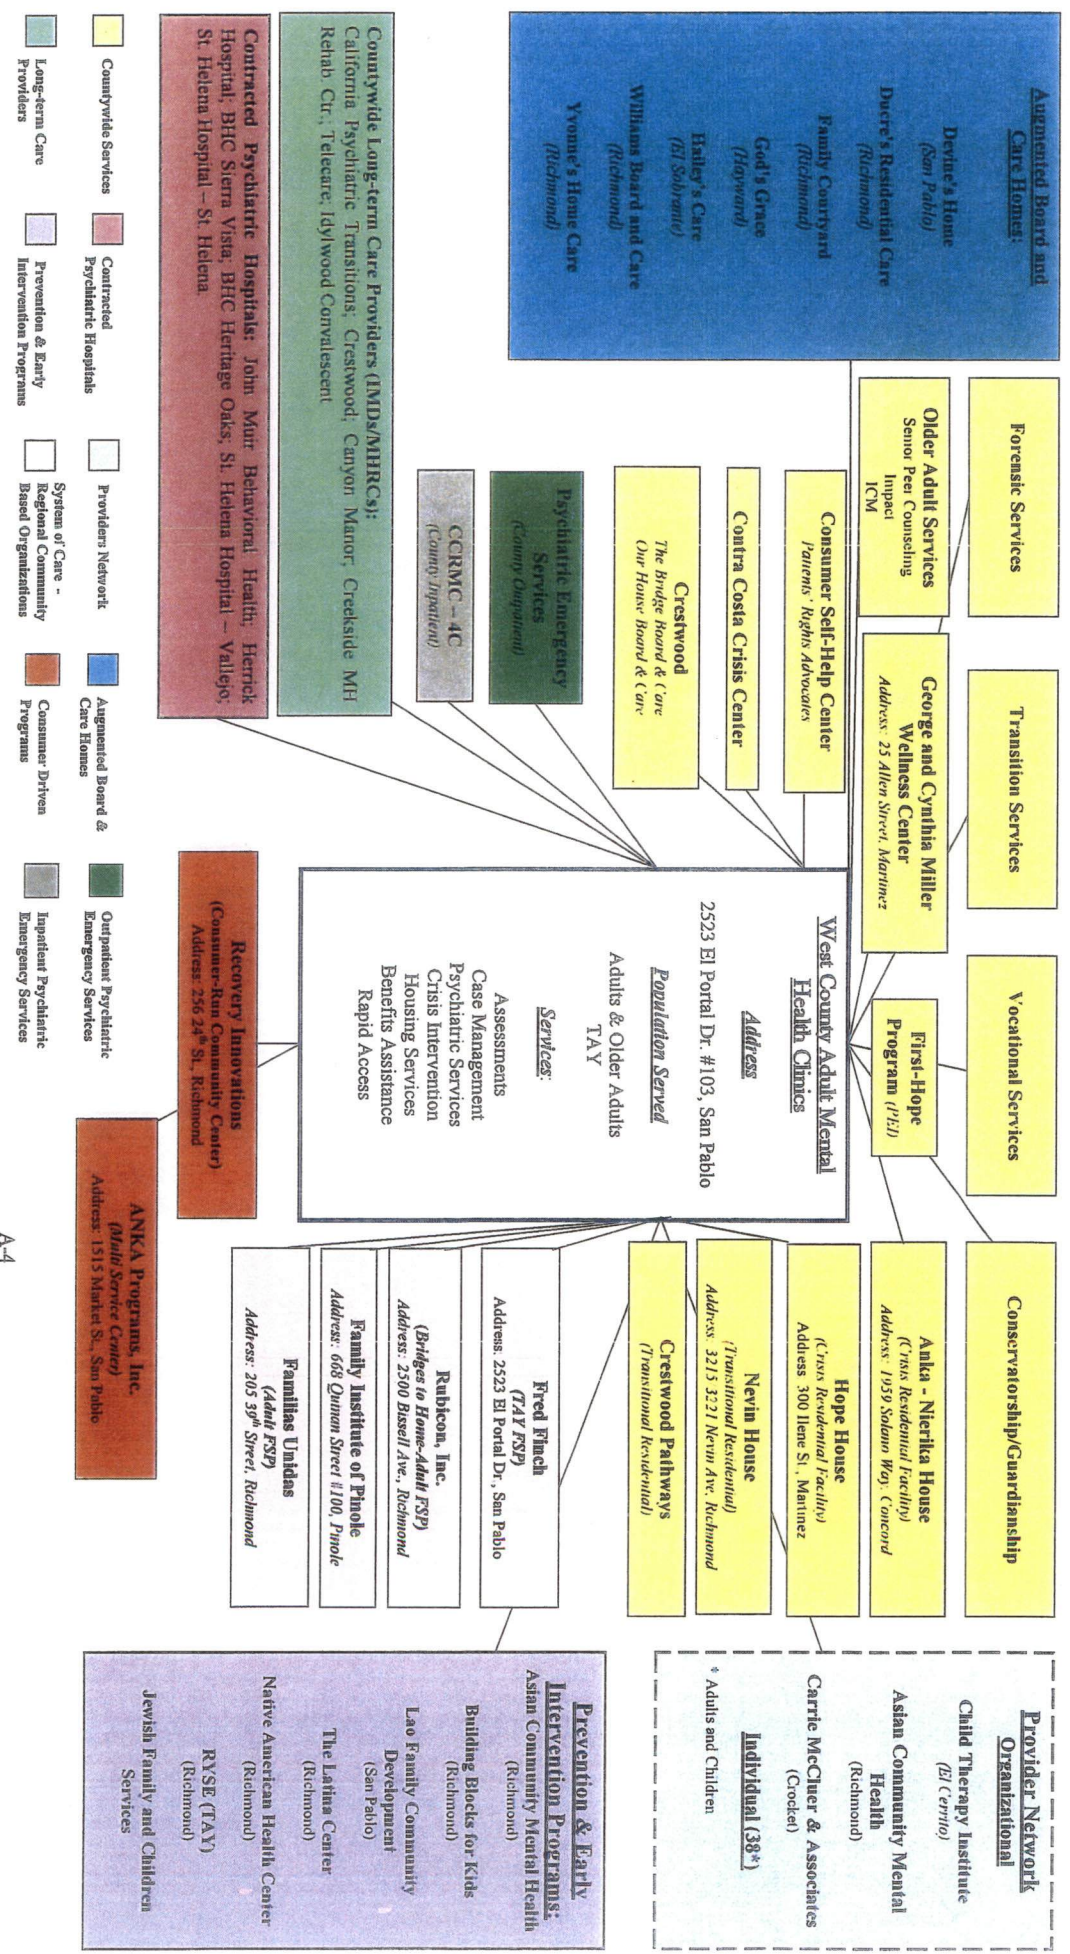 Augmented Board and
Care Homes:
Devine's Home
(San Pablo)
Ducre's Residential Care
(Richmond)
Family Courtyard
(Richmond)
God's Grace
(Hayward)
Hailey's Care
(El Sobrante)
Willians Board and Care
(Richmond)
Yvonne's Home Care
(Richmond)
Forensic Services
Transition Services
Vocational Services
Conservatorship/Guardianship
Older Adult Services
Senior Peer Counseling
Impact
ICM
George and Cynthia Miller
Wellness Center
Address: 25 Allen Street, Martinez
First-Hope
Program (PEI)
Anka - Nierika House
(Crisis Residential Facility)
Address: 1959 Solano Way, Concord
Consumer Self-Help Center
Patients' Rights Advocates
Contra Costa Crisis Center
Crestwood
The Bridge Board & Care
Our House Board & Care
Psychiatric Emergency
Services
(County Outpatient)
CCRMC – 4C
(County Inpatient)
Countywide Long-term Care Providers (IMDs/MHRCs):
California Psychiatric Transitions; Crestwood; Canyon Manor; Creekside MH
Rehab. Ctr.; Telecare; Idylwood Convalescent
Contracted Psychiatric Hospitals: John Muir Behavioral Health; Herrick
Hospital; BHC Sierra Vista; BHC Heritage Oaks; St. Helena Hospital – Vallejo;
St. Helena Hospital – St. Helena.
West County Adult Mental
Health Clinics
Address
2523 El Portal Dr. #103, San Pablo
Population Served
Adults & Older Adults
TAY
Services:
Assessments
Case Management
Psychiatric Services
Crisis Intervention
Housing Services
Benefits Assistance
Rapid Access
Hope House
(Crisis Residential Facility)
Address 300 Ilene St., Martinez
Nevin House
(Transitional Residential)
Address: 3215 3221 Nevin Ave, Richmond
Crestwood Pathways
(Transitional Residential)
Fred Finch
(TAY FSP)
Address: 2523 El Portal Dr., San Pablo
Rubicon, Inc.
(Bridges to Home-Adult FSP)
Address: 2500 Bissell Ave., Richmond
Family Institute of Pinole
Address: 668 Quinan Street #100, Pinole
Familias Unidas
(Adult FSP)
Address: 205 39th Street, Richmond
Recovery Innovations
(Consumer-Run Community Center)
Address: 256 24th St., Richmond
ANKA Programs, Inc.
(Multi Service Center)
Address: 1515 Market St., San Pablo
Provider Network
Organizational
Child Therapy Institute
(El Cerrito)
Asian Community Mental
Health
(Richmond)
Carrie McCluer & Associates
(Crocket)
Individual (38*)
* Adults and Children
Prevention & Early
Intervention Programs:
Asian Community Mental Health
(Richmond)
Building Blocks for Kids
(Richmond)
Lao Family Community
Development
(San Pablo)
The Latina Center
(Richmond)
Native American Health Center
(Richmond)
RYSE (TAY)
(Richmond)
Jewish Family and Children
Services
Countywide Services
Contracted
Psychiatric Hospitals
Providers Network
Augmented Board &
Care Homes
Outpatient Psychiatric
Emergency Services
Long-term Care
Providers
Prevention & Early
Intervention Programs
System of Care -
Regional Community
Based Organizations
Consumer Driven
Programs
Inpatient Psychiatric
Emergency Services
A-4